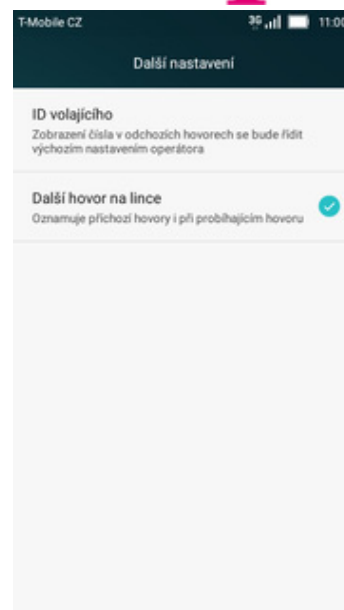 T-Mobile CZ 3G 11:00
Další nastavení
ID volajícího
Zobrazení čísla v odchozích hovorech se bude řídit
výchozím nastavením operátora
Další hovor na lince
Oznamuje příchozí hovory i při probíhajícím hovoru